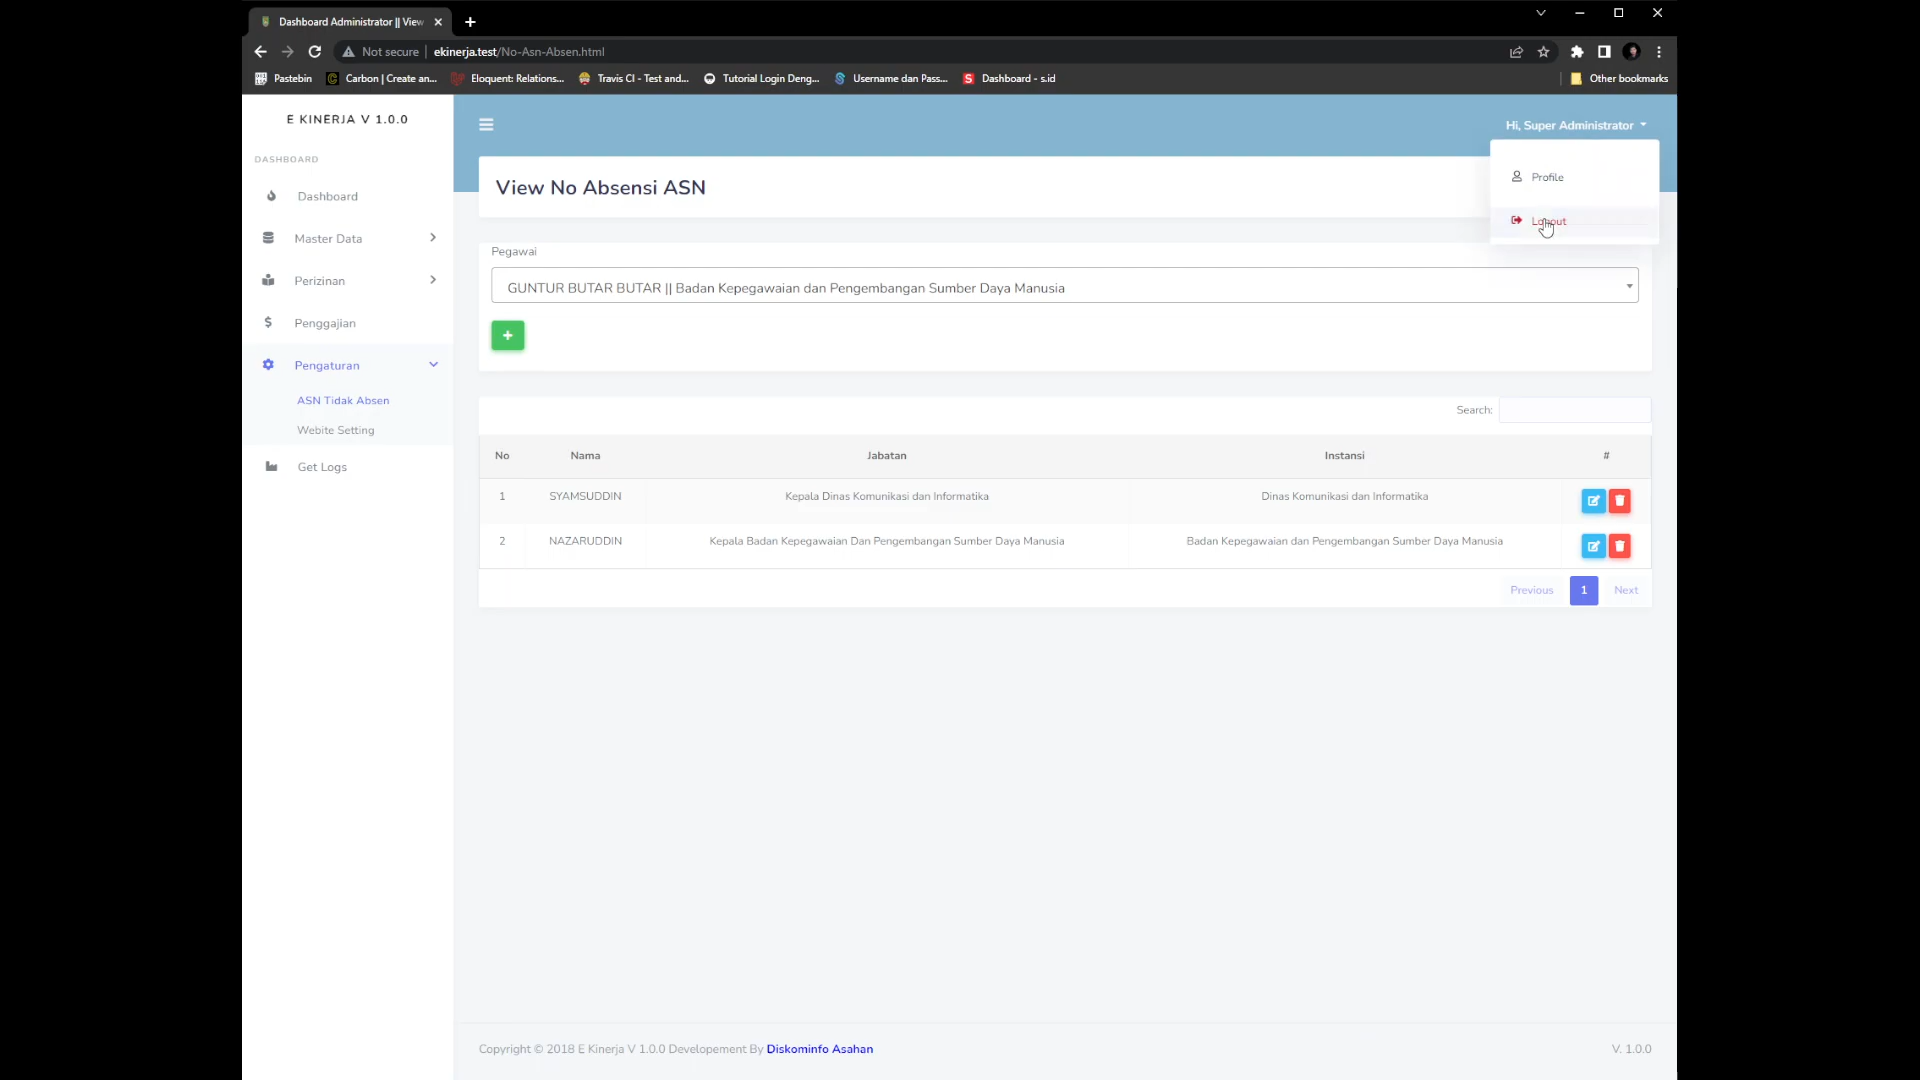 Dashboard Administrator || View
Not secure | ekinerja.test/No-Asn-Absen.html
Pastebin
Carbon | Create an...
Eloquent: Relations...
Travis CI - Test and...
Tutorial Login Deng...
Username dan Pass...
Dashboard - s.id
Other bookmarks
E KINERJA V 1.0.0
Hi, Super Administrator
Profile
Logout
DASHBOARD
Dashboard
Master Data
Perizinan
Penggajian
Pengaturan
ASN Tidak Absen
Webite Setting
Get Logs
View No Absensi ASN
Pegawai
GUNTUR BUTAR BUTAR || Badan Kepegawaian dan Pengembangan Sumber Daya Manusia
+
Search:
No Nama Jabatan Instansi #
1 SYAMSUDDIN Kepala Dinas Komunikasi dan Informatika Dinas Komunikasi dan Informatika
2 NAZARUDDIN Kepala Badan Kepegawaian Dan Pengembangan Sumber Daya Manusia Badan Kepegawaian dan Pengembangan Sumber Daya Manusia
Previous 1 Next
Copyright © 2018 E Kinerja V 1.0.0 Developement By Diskominfo Asahan
V. 1.0.0